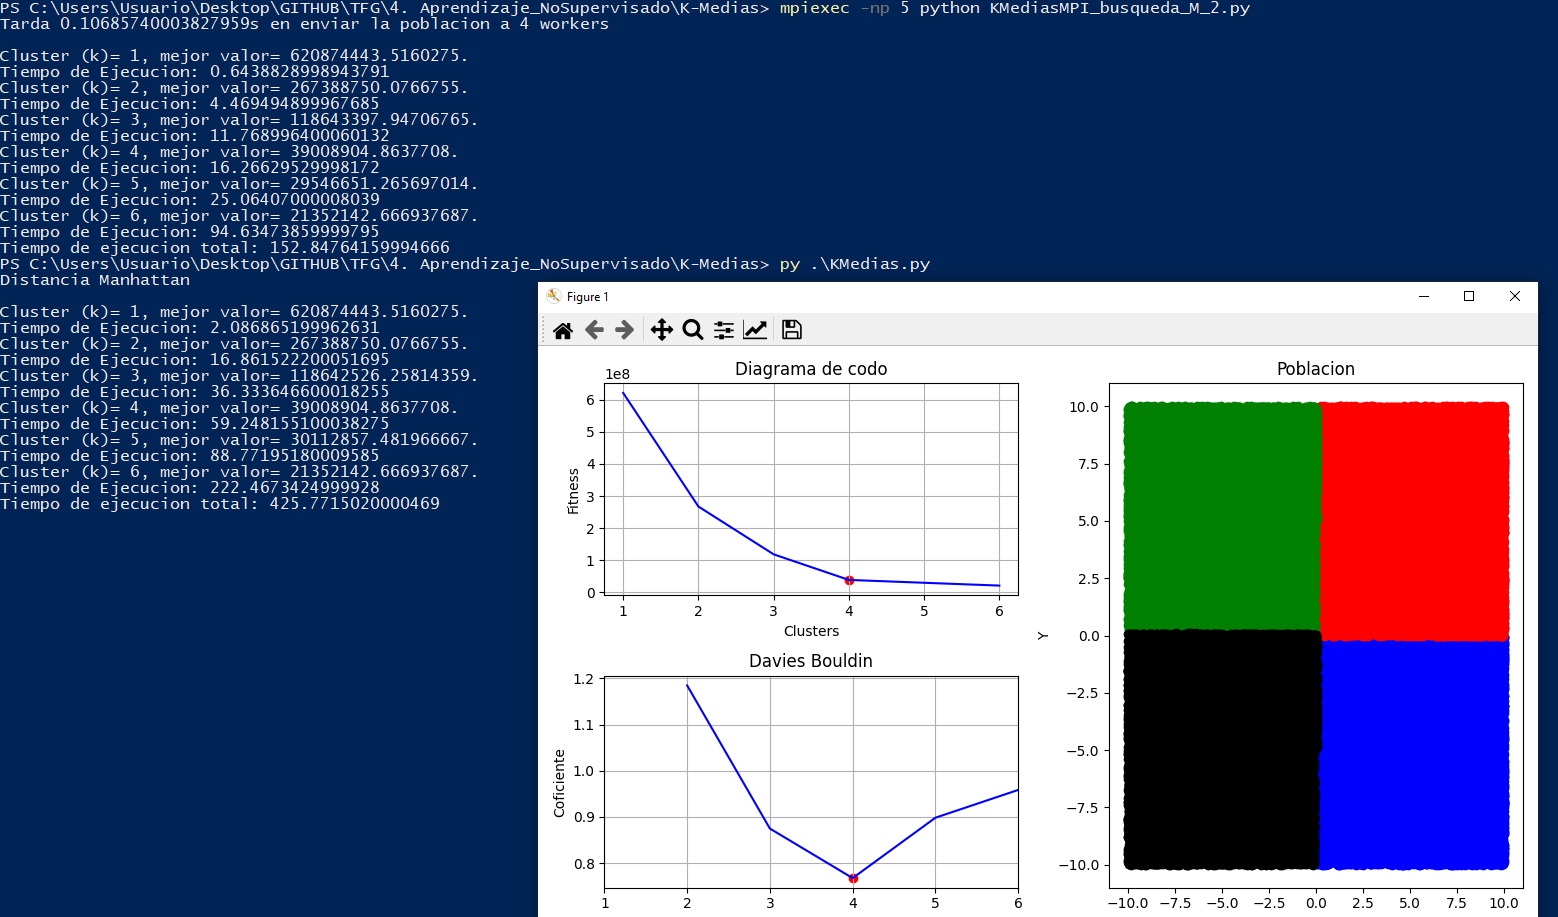 PS C:\Users\Usuario\Desktop\GITHUB\TFG\4. Aprendizaje_NoSupervisado\K-Medias> mpiexec -np 5 python KMediasMPI_busqueda_M_2.py
Tarda 0.10685740003827959s en enviar la poblacion a 4 workers
Cluster (k)= 1, mejor valor= 620874443.5160275.
Tiempo de Ejecucion: 0.6438828998943791
Cluster (k)= 2, mejor valor= 267388750.0766755.
Tiempo de Ejecucion: 4.469494899967685
Cluster (k)= 3, mejor valor= 118643397.94706765.
Tiempo de Ejecucion: 11.768996400060132
Cluster (k)= 4, mejor valor= 39008904.8637708.
Tiempo de Ejecucion: 16.26629529998172
Cluster (k)= 5, mejor valor= 29546651.265697014.
Tiempo de Ejecucion: 25.06407000008039
Cluster (k)= 6, mejor valor= 21352142.666937687.
Tiempo de Ejecucion: 94.63473859999795
Tiempo de ejecucion total: 152.84764159994666
PS C:\Users\Usuario\Desktop\GITHUB\TFG\4. Aprendizaje_NoSupervisado\K-Medias> py .\KMedias.py
Distancia Manhattan
Cluster (k)= 1, mejor valor= 620874443.5160275.
Tiempo de Ejecucion: 2.086865199962631
Cluster (k)= 2, mejor valor= 267388750.0766755.
Tiempo de Ejecucion: 16.861522200051695
Cluster (k)= 3, mejor valor= 118642526.25814359.
Tiempo de Ejecucion: 36.333646600018255
Cluster (k)= 4, mejor valor= 39008904.8637708.
Tiempo de Ejecucion: 59.248155100038275
Cluster (k)= 5, mejor valor= 30112857.481966667.
Tiempo de Ejecucion: 88.77195180009585
Cluster (k)= 6, mejor valor= 21352142.666937687.
Tiempo de Ejecucion: 222.4673424999928
Tiempo de ejecucion total: 425.7715020000469
Figure 1
Diagrama de codo
1e8
6
5
4
3
2
1
0
Fitness
1 2 3 4 5 6
Clusters
Davies Bouldin
1.2
1.1
1.0
0.9
0.8
Coficiente
1 2 3 4 5 6
Poblacion
10.0
7.5
5.0
2.5
0.0
−2.5
−5.0
−7.5
−10.0
Y
−10.0 −7.5 −5.0 −2.5 0.0 2.5 5.0 7.5 10.0